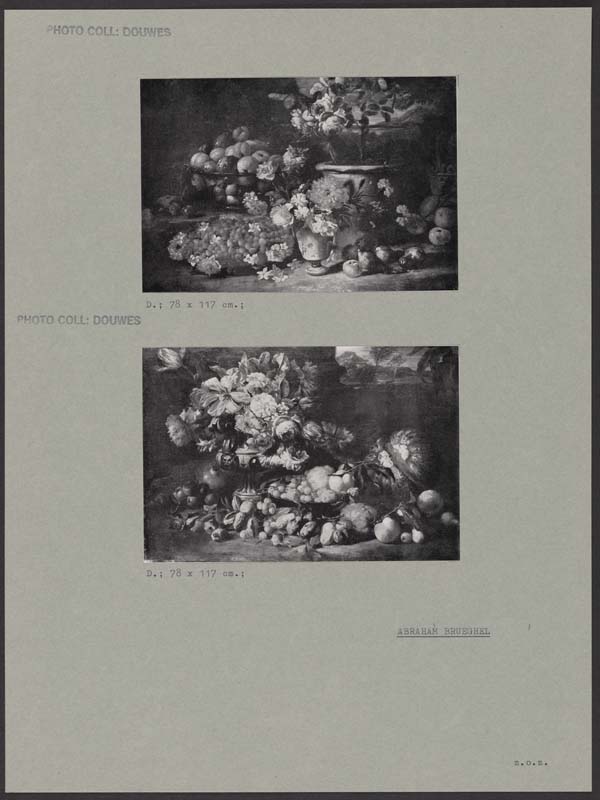 PHOTO COLL: DOUWES
D.; 78 x 117 cm.;
PHOTO COLL: DOUWES
D.; 78 x 117 cm.;
ABRAHAM BRUEGHEL
Z.O.Z.